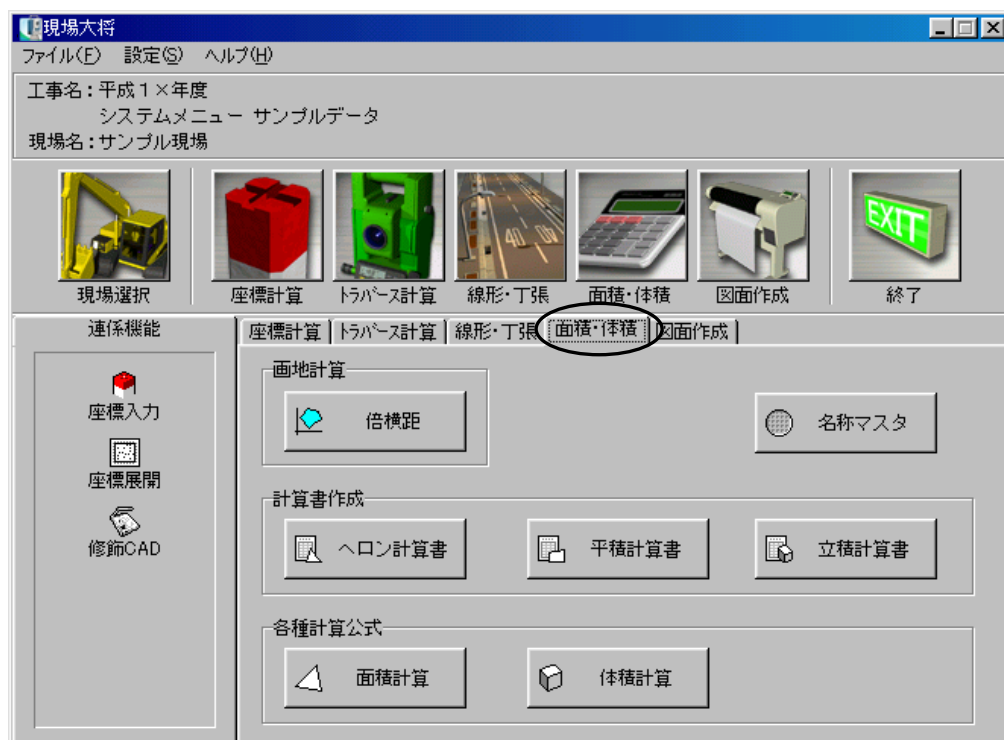 現場大将
ファイル(F) 設定(S) ヘルプ(H)
工事名:平成1×年度
システムメニュー サンプルデータ
現場名:サンプル現場
EXIT
現場選択 座標計算 トラバース計算 線形・丁張 面積・体積 図面作成 終了
連係機能
座標計算 トラバース計算 線形・丁張 面積・体積 図面作成
座標入力
座標展開
修飾CAD
画地計算
倍横距
名称マスタ
計算書作成
ヘロン計算書 平積計算書 立積計算書
各種計算公式
面積計算 体積計算